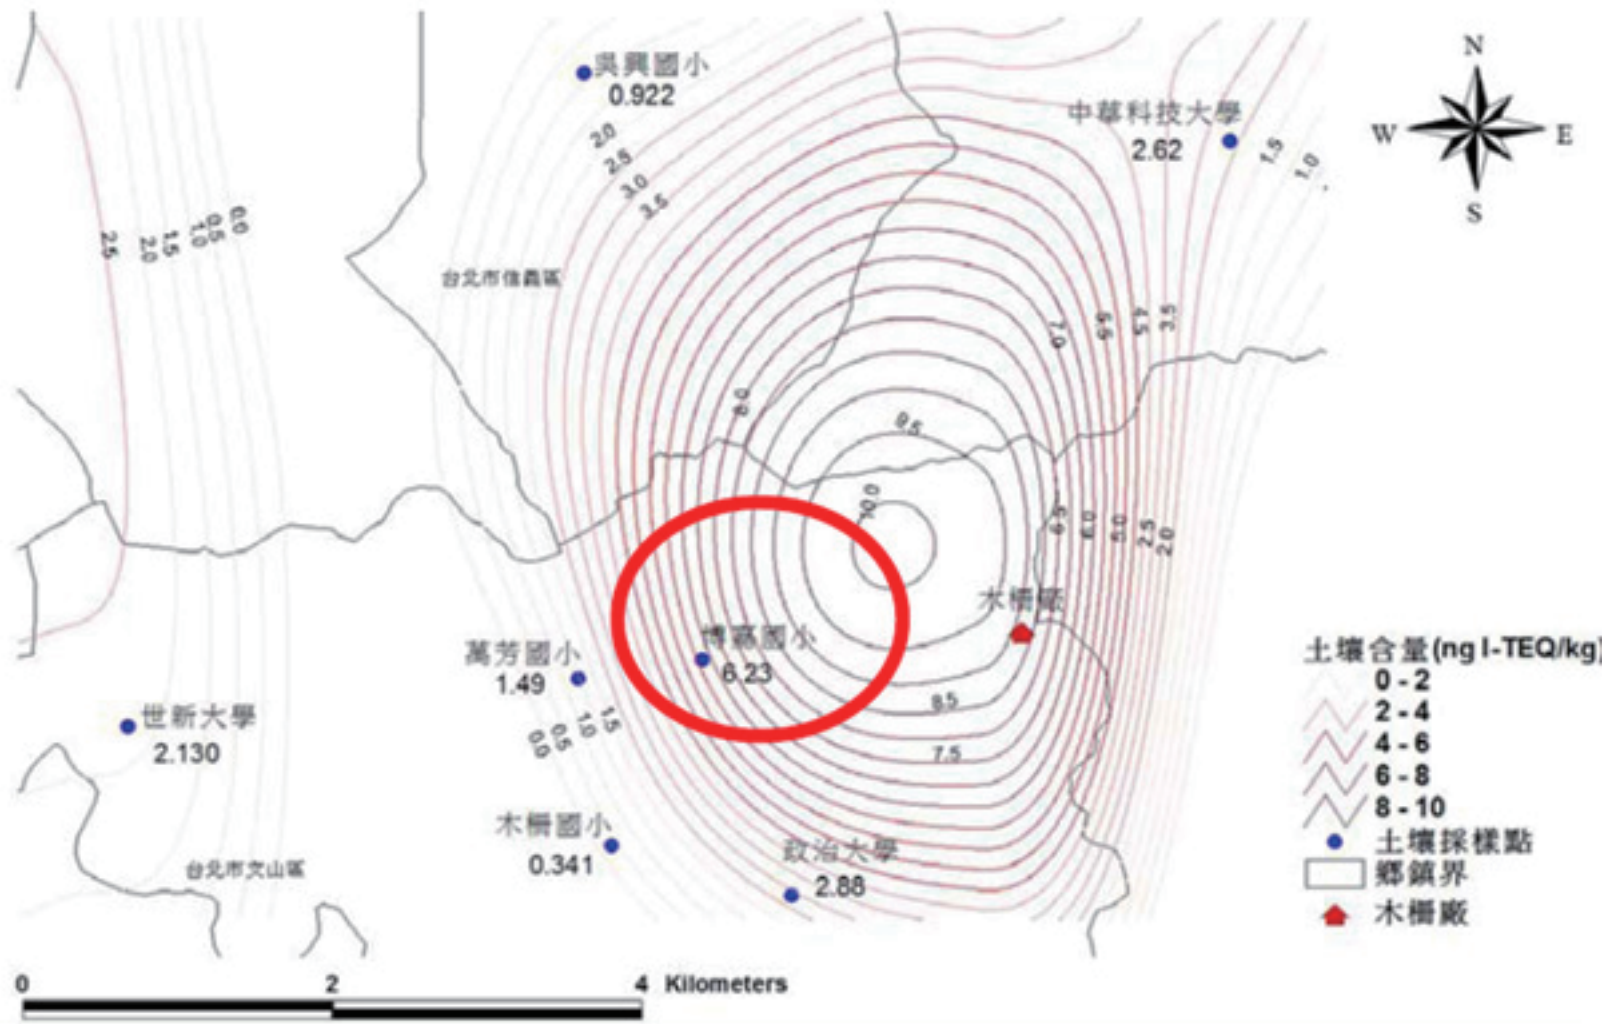 吳興國小
0.922
中華科技大學
2.62
N
W
E
S
2.0
2.5
3.0
3.5
1.5
1.0
2.5
2.0
1.5
1.0
0.5
0.0
台北市信義區
7.0
5.5
4.5
3.5
8.0
9.5
10.0
6.5
6.0
5.0
2.5
2.0
木柵廠
博嘉國小
6.23
萬芳國小
1.49
1.5
1.0
0.5
0.0
8.5
7.5
世新大學
2.130
木柵國小
0.341
政治大學
2.88
台北市文山區
土壤含量(ng I-TEQ/kg)
0 - 2
2 - 4
4 - 6
6 - 8
8 - 10
土壤採樣點
鄉鎮界
木柵廠
0 2 4 Kilometers